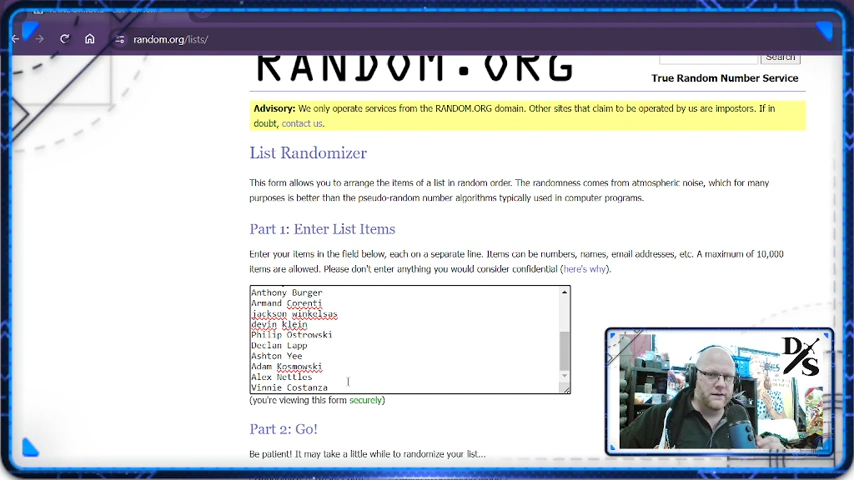 random.org/lists/
RANDOM.ORG
Search
True Random Number Service
Advisory: We only operate services from the RANDOM.ORG domain. Other sites that claim to be operated by us are impostors. If in
doubt, contact us.
List Randomizer
This form allows you to arrange the items of a list in random order. The randomness comes from atmospheric noise, which for many
purposes is better than the pseudo-random number algorithms typically used in computer programs.
Part 1: Enter List Items
Enter your items in the field below, each on a separate line. Items can be numbers, names, email addresses, etc. A maximum of 10,000
items are allowed. Please don't enter anything you would consider confidential (here's why).
Anthony Burger
Armand Corenti
jackson winkelsas
devin klein
Philip Ostrowski
Declan Lapp
Ashton Yee
Adam Kosmowski
Alex Nettles
Vinnie Costanza
(you're viewing this form securely)
D S
Part 2: Go!
Be patient! It may take a little while to randomize your list...